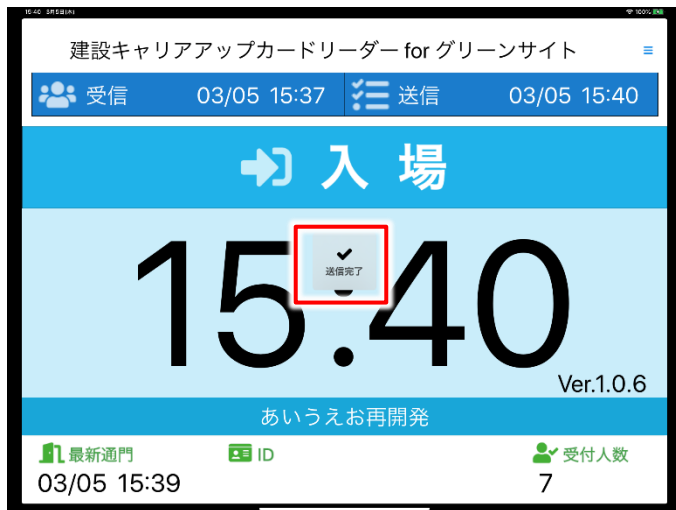 15:40 3月5日(木)
100%
建設キャリアアップカードリーダー for グリーンサイト
受信 03/05 15:37 送信 03/05 15:40
入場
15:40
送信完了
Ver.1.0.6
あいうえお再開発
最新通門 ID 受付人数
03/05 15:39 7